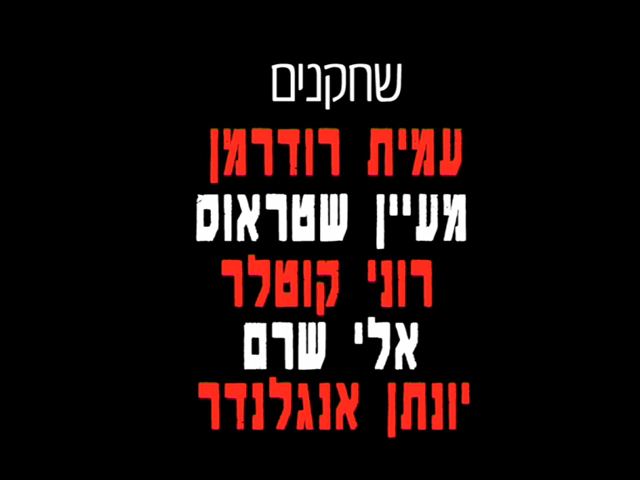 שחקנים
עמית רודרמן
מעיין שטראוס
רוני קוטלר
אלי שרם
יונתן אנגלנדר